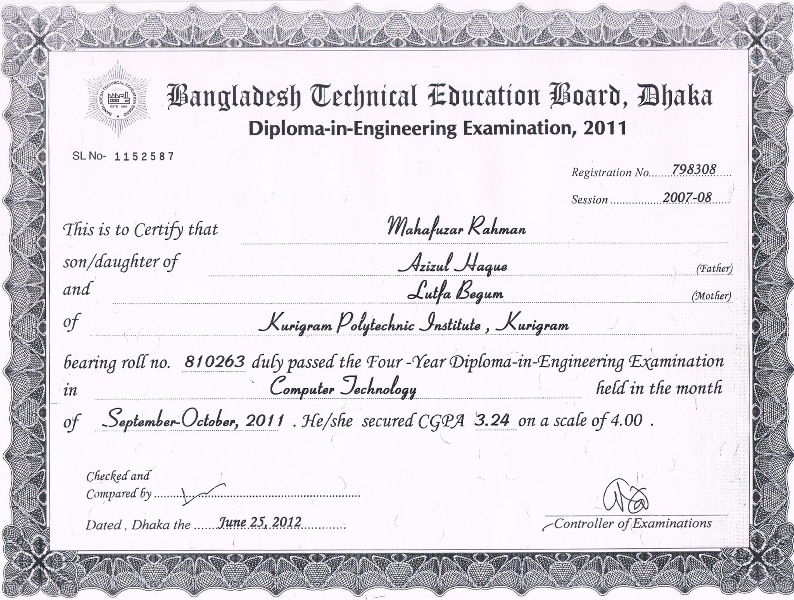 Bangladesh Technical Education Board, Dhaka
Diploma-in-Engineering Examination, 2011
SL No- 1152587
Registration No......798308......
Session ..............2007-08......
This is to Certify that Mahafuzar Rahman
son/daughter of Azizul Haque (Father)
and Lutfa Begum (Mother)
of Kurigram Polytechnic Institute , Kurigram
bearing roll no. 810263 duly passed the Four -Year Diploma-in-Engineering Examination
in Computer Technology held in the month
of September-October, 2011 . He/she secured CGPA 3.24 on a scale of 4.00 .
Checked and
Compared by
Dated , Dhaka the ......June 25, 2012............
Controller of Examinations